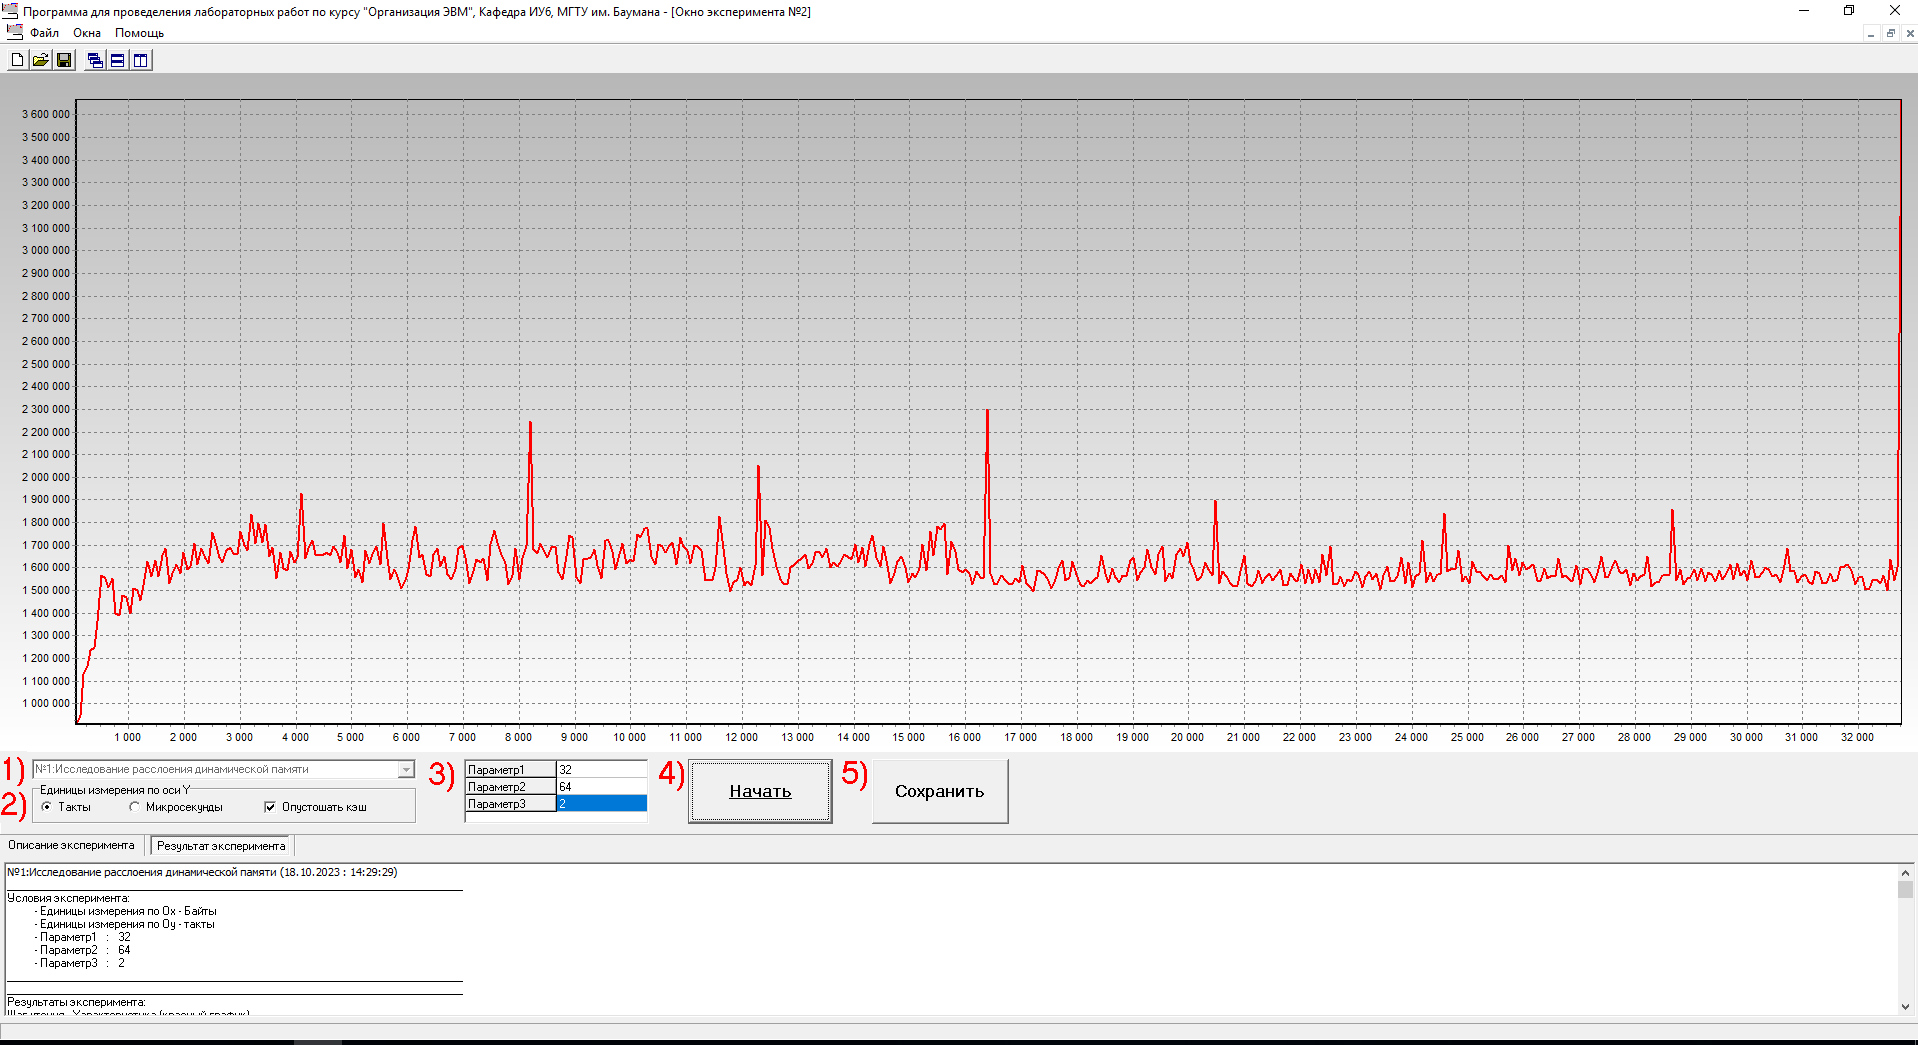 Программа для проведения лабораторных работ по курсу "Организация ЭВМ", Кафедра ИУ6, МГТУ им. Баумана - [Окно эксперимента №2]
Файл Окна Помощь
3 600 000
3 500 000
3 400 000
3 300 000
3 200 000
3 100 000
3 000 000
2 900 000
2 800 000
2 700 000
2 600 000
2 500 000
2 400 000
2 300 000
2 200 000
2 100 000
2 000 000
1 900 000
1 800 000
1 700 000
1 600 000
1 500 000
1 400 000
1 300 000
1 200 000
1 100 000
1 000 000
1 000 2 000 3 000 4 000 5 000 6 000 7 000 8 000 9 000 10 000 11 000 12 000 13 000 14 000 15 000 16 000 17 000 18 000 19 000 20 000 21 000 22 000 23 000 24 000 25 000 26 000 27 000 28 000 29 000 30 000 31 000 32 000
1) №1:Исследование расслоения динамической памяти
Единицы измерения по оси Y
2) Такты Микросекунды Опустошать кэш
3) Параметр1 32
Параметр2 64
Параметр3 2
4) Начать
5) Сохранить
Описание эксперимента Результат эксперимента
№1:Исследование расслоения динамической памяти (18.10.2023 : 14:29:29)
Условия эксперимента:
- Единицы измерения по Ox - Байты
- Единицы измерения по Oy - такты
- Параметр1 : 32
- Параметр2 : 64
- Параметр3 : 2
Результаты эксперимента:
Шаг чтения - Характеристика (красный график)